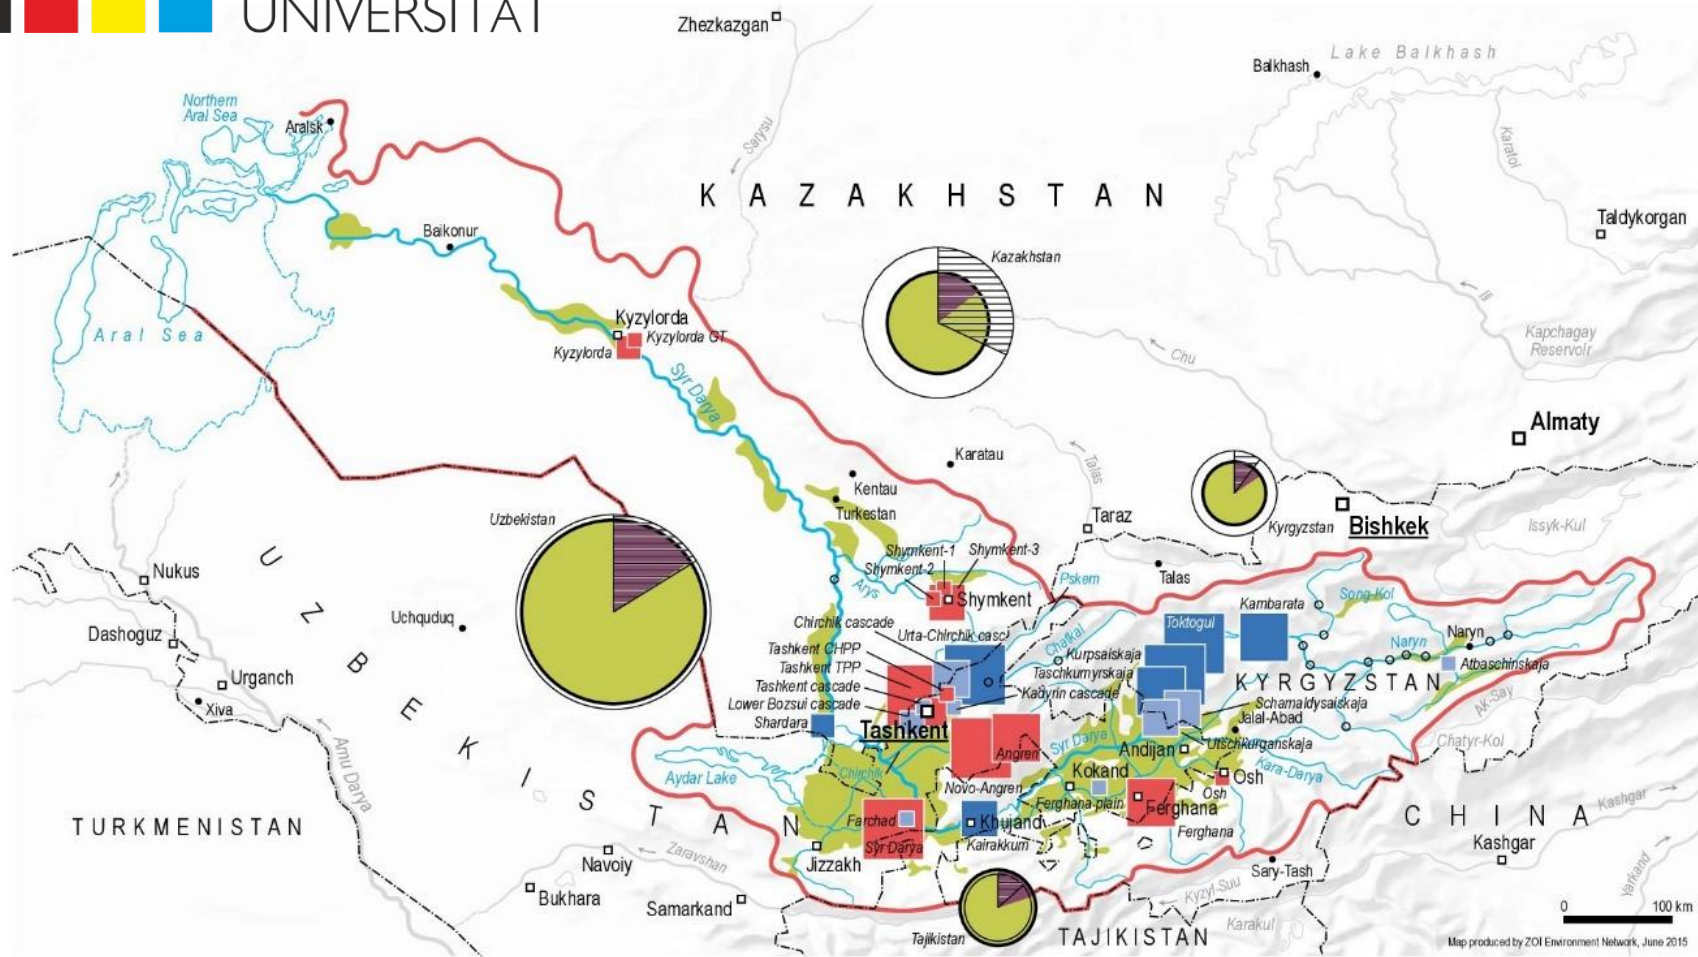 UNIVERSITÄT
Zhezkazgan
Lake Balkhash
Balkhash
Northern
Aral Sea
Aralsk
Sarysu
Karatol
KAZAKHSTAN
Taldykorgan
Baikonur
Kazakhstan
Ili
Aral Sea
Kyzylorda
Kyzylorda GT
Kyzylorda
Kapchagay
Reservoir
Chu
Syr Darya
Almaty
Karatau
Talas
Kentau
Turkestan
Uzbekistan
Taraz
Kyrgyzstan
Bishkek
Issyk-Kul
Shymkent-1
Shymkent-3
Shymkent-2
Nukus
Arys
Pskem
Talas
Shymkent
Song-Kol
Kambarata
UZBEKISTAN
Uchquduq
Chirchik cascade
Toktogul
Dashoguz
Urta-Chirchik casc.
Chatkal
Naryn
Naryn
Tashkent CHPP
Kurpsaiskaja
Tashkent TPP
Taschkumyrskaja
Atbaschinskaja
Urganch
Tashkent cascade
Kadyrin cascade
KYRGYZSTAN
Xiva
Lower Bozsui cascade
Schamaldysaiskaja
Ak-Say
Shardara
Tashkent
Jalal-Abad
Syr Darya
Andijan
Utschkurganskaja
Chatyr-Kol
Angren
Amu Darya
Aydar Lake
Chirchik
Kokand
Osh
Kara-Darya
Novo-Angren
Osh
Ferghana plain
Ferghana
Kashgar
TURKMENISTAN
Farchad
Khujand
Ferghana
CHINA
Syr Darya
Kairakkum
Kashgar
Navoiy
Zaravshan
Jizzakh
Sary-Tash
Yarkand
Bukhara
Samarkand
Kyzyl-Suu
Karakul
0 100 km
Tajikistan
TAJIKISTAN
Map produced by ZOI Environment Network, June 2015